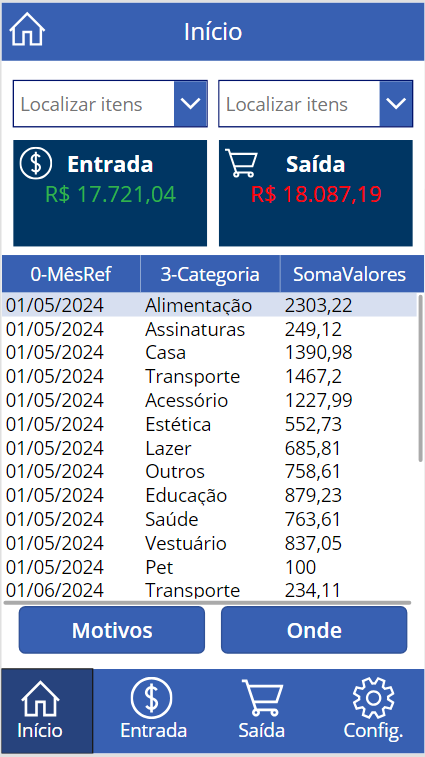 Início
Localizar itens Localizar itens
Entrada Saída
R$ 17.721,04 R$ 18.087,19
0-MêsRef 3-Categoria SomaValores
01/05/2024 Alimentação 2303,22
01/05/2024 Assinaturas 249,12
01/05/2024 Casa 1390,98
01/05/2024 Transporte 1467,2
01/05/2024 Acessório 1227,99
01/05/2024 Estética 552,73
01/05/2024 Lazer 685,81
01/05/2024 Outros 758,61
01/05/2024 Educação 879,23
01/05/2024 Saúde 763,61
01/05/2024 Vestuário 837,05
01/05/2024 Pet 100
01/06/2024 Transporte 234,11
Motivos Onde
Início Entrada Saída Config.